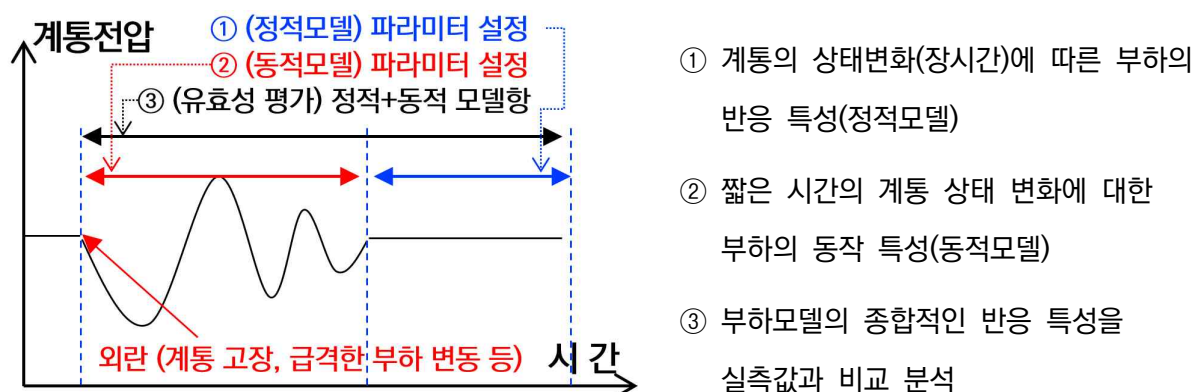 계통전압
① (정적모델) 파라미터 설정
② (동적모델) 파라미터 설정
③ (유효성 평가) 정적+동적 모델항
외란 (계통 고장, 급격한 부하 변동 등)
시 간
① 계통의 상태변화(장시간)에 따른 부하의
반응 특성(정적모델)
② 짧은 시간의 계통 상태 변화에 대한
부하의 동작 특성(동적모델)
③ 부하모델의 종합적인 반응 특성을
실측값과 비교 분석